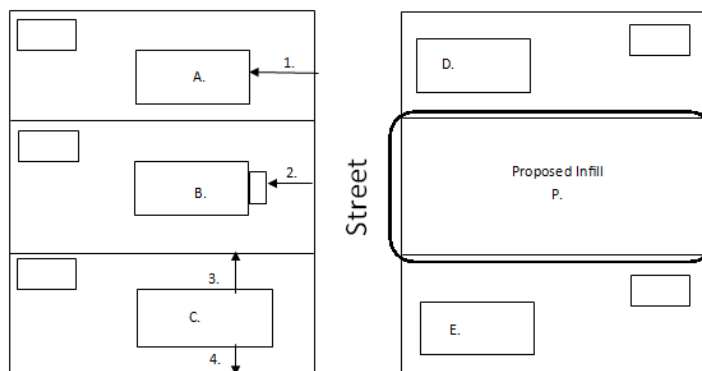 1.
A.
D.
2.
B.
Street
Proposed Infill
P.
3.
C.
4.
E.